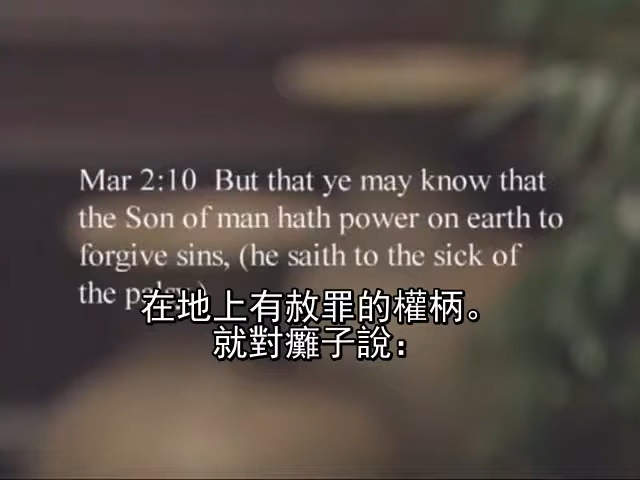 Mar 2:10 But that ye may know that
the Son of man hath power on earth to
forgive sins, (he saith to the sick of
the palsy,)
在地上有赦罪的權柄。
就對癱子說：